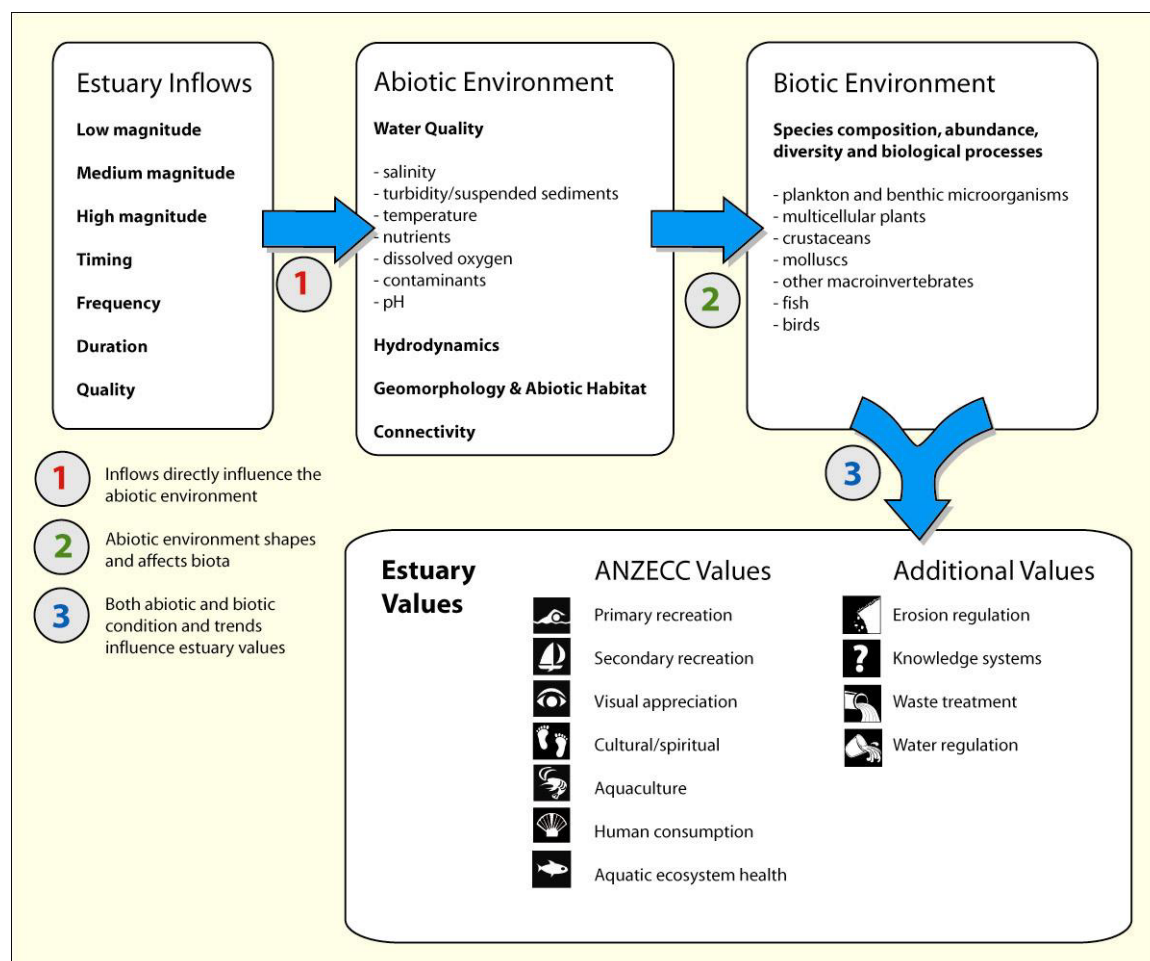 Estuary Inflows
Low magnitude
Medium magnitude
High magnitude
Timing
Frequency
Duration
Quality
1
Abiotic Environment
Water Quality
- salinity
- turbidity/suspended sediments
- temperature
- nutrients
- dissolved oxygen
- contaminants
- pH
Hydrodynamics
Geomorphology & Abiotic Habitat
Connectivity
2
Biotic Environment
Species composition, abundance,
diversity and biological processes
- plankton and benthic microorganisms
- multicellular plants
- crustaceans
- molluscs
- other macroinvertebrates
- fish
- birds
3
1
Inflows directly influence the
abiotic environment
2
Abiotic environment shapes
and affects biota
3
Both abiotic and biotic
condition and trends
influence estuary values
Estuary
Values
ANZECC Values
Primary recreation
Secondary recreation
Visual appreciation
Cultural/spiritual
Aquaculture
Human consumption
Aquatic ecosystem health
Additional Values
Erosion regulation
?
Knowledge systems
Waste treatment
Water regulation